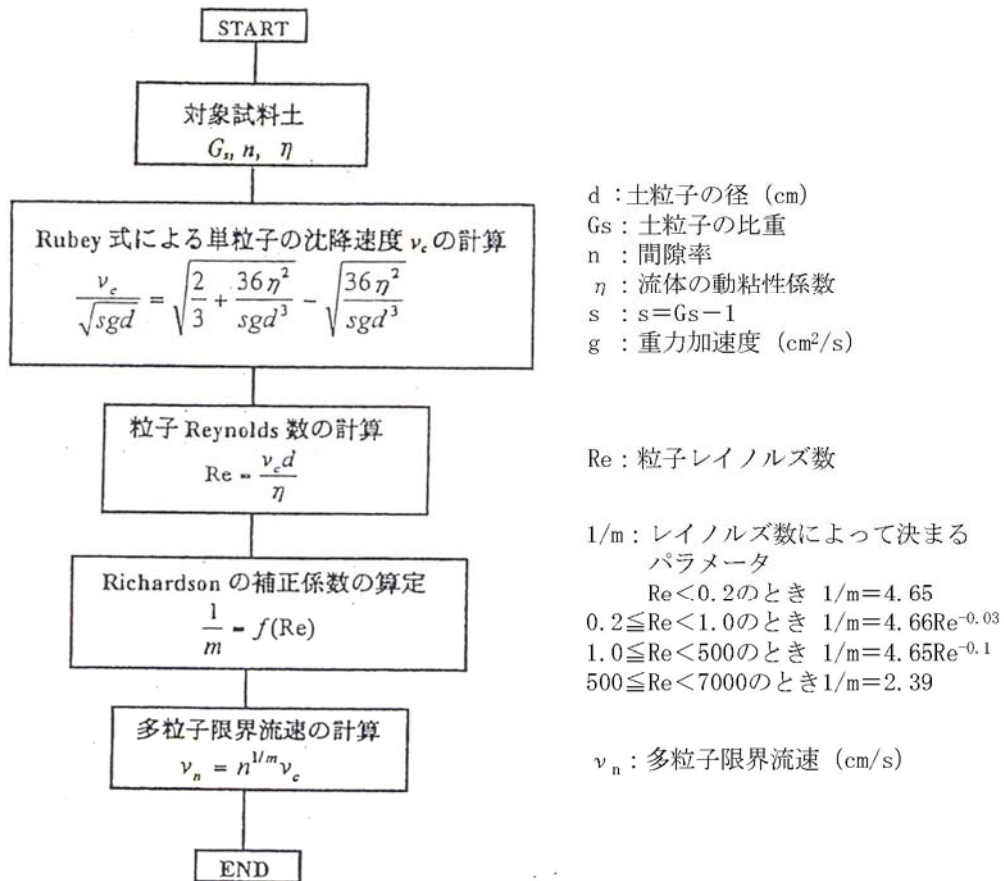 START
対象試料土
Gs, n, η
Rubey 式による単粒子の沈降速度 νc の計算
νc/√sgd = √(2/3 + 36η²/sgd³) − √(36η²/sgd³)
粒子 Reynolds 数の計算
Re = νcd/η
Richardson の補正係数の算定
1/m = f(Re)
多粒子限界流速の計算
νn = n^1/m νc
END
d :土粒子の径 (cm)
Gs:土粒子の比重
n :間隙率
η:流体の動粘性係数
s :s=Gs-1
g :重力加速度 (cm²/s)
Re:粒子レイノルズ数
1/m:レイノルズ数によって決まる
パラメータ
Re<0.2のとき 1/m=4.65
0.2≦Re<1.0のとき 1/m=4.66Re⁻⁰·⁰³
1.0≦Re<500のとき 1/m=4.65Re⁻⁰·¹
500≦Re<7000のとき1/m=2.39
νn:多粒子限界流速 (cm/s)